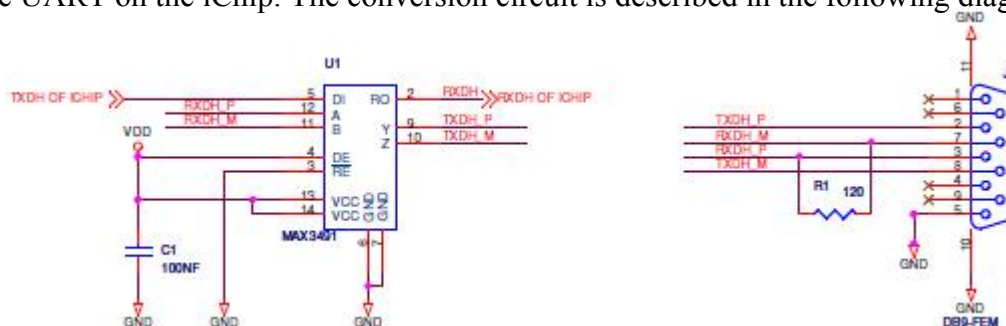 e UART on the iChip. The conversion circuit is described in the following diag
GND
U1
11
TXDH OF ICHIP
5 DI RO 2 RXDH RXDH OF ICHIP
1
RXDH_P 12 A
6
RXDH_M 11 B Y 9 TXDH_P
TXDH_P 2
VDD
Z 10 TXDH_M
RXDH_M 7
RXDH_P 3
4 DE
TXDH_M 8
3 RE
R1 120
4
13 VCC
9
14 VCC
5
GND GND
MAX3491
6 7
C1
100NF
10
GND
GND
GND
GND
GND
DB9-FEM